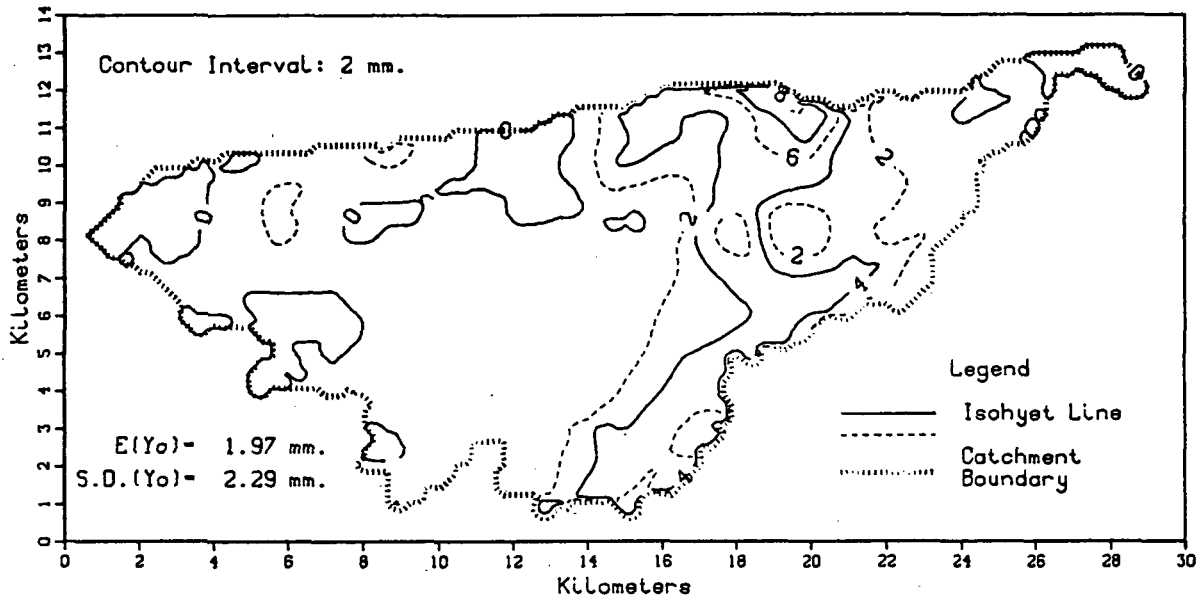 Contour Interval: 2 mm.
0
8
0
6
2
0
0
2
2
4
4
E(Yo)= 1.97 mm.
S.D.(Yo)= 2.29 mm.
Legend
Isohyet Line
Catchment
Boundary
14
13
12
11
10
9
8
7
6
5
4
3
2
1
0
Kilometers
0 2 4 6 8 10 12 14 16 18 20 22 24 26 28 30
Kilometers